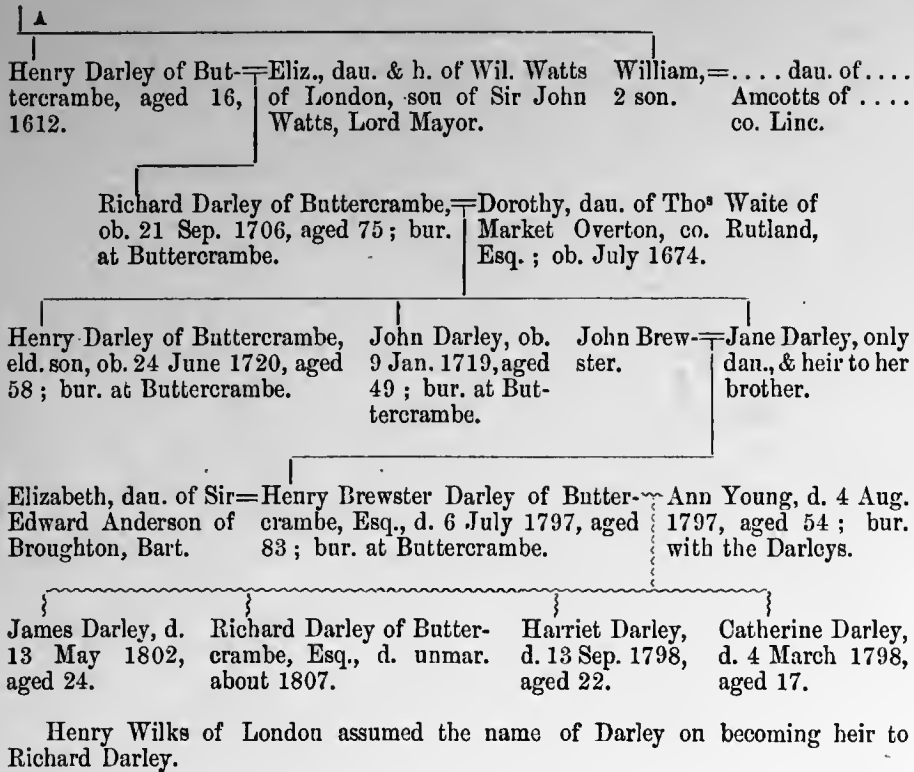 A
Henry Darley of But-
tercrambe, aged 16,
1612.
Eliz., dau. & h. of Wil. Watts
of London, son of Sir John
Watts, Lord Mayor.
William,
2 son.
=.... dau. of....
Amcotts of ....
co. Linc.
Richard Darley of Buttercrambe,
ob. 21 Sep. 1706, aged 75; bur.
at Buttercrambe.
Dorothy, dau. of Thoˢ Waite of
Market Overton, co. Rutland,
Esq.; ob. July 1674.
Henry Darley of Buttercrambe,
eld. son, ob. 24 June 1720, aged
58; bur. at Buttercrambe.
John Darley, ob.
9 Jan. 1719, aged
49; bur. at But-
tercrambe.
John Brew-
ster.
Jane Darley, only
dau., & heir to her
brother.
Elizabeth, dau. of Sir
Edward Anderson of
Broughton, Bart.
=Henry Brewster Darley of Butter-
crambe, Esq., d. 6 July 1797, aged
83; bur. at Buttercrambe.
Ann Young, d. 4 Aug.
1797, aged 54; bur.
with the Darleys.
James Darley, d.
13 May 1802,
aged 24.
Richard Darley of Butter-
crambe, Esq., d. unmar.
about 1807.
Harriet Darley,
d. 13 Sep. 1798,
aged 22.
Catherine Darley,
d. 4 March 1798,
aged 17.
Henry Wilks of London assumed the name of Darley on becoming heir to
Richard Darley.